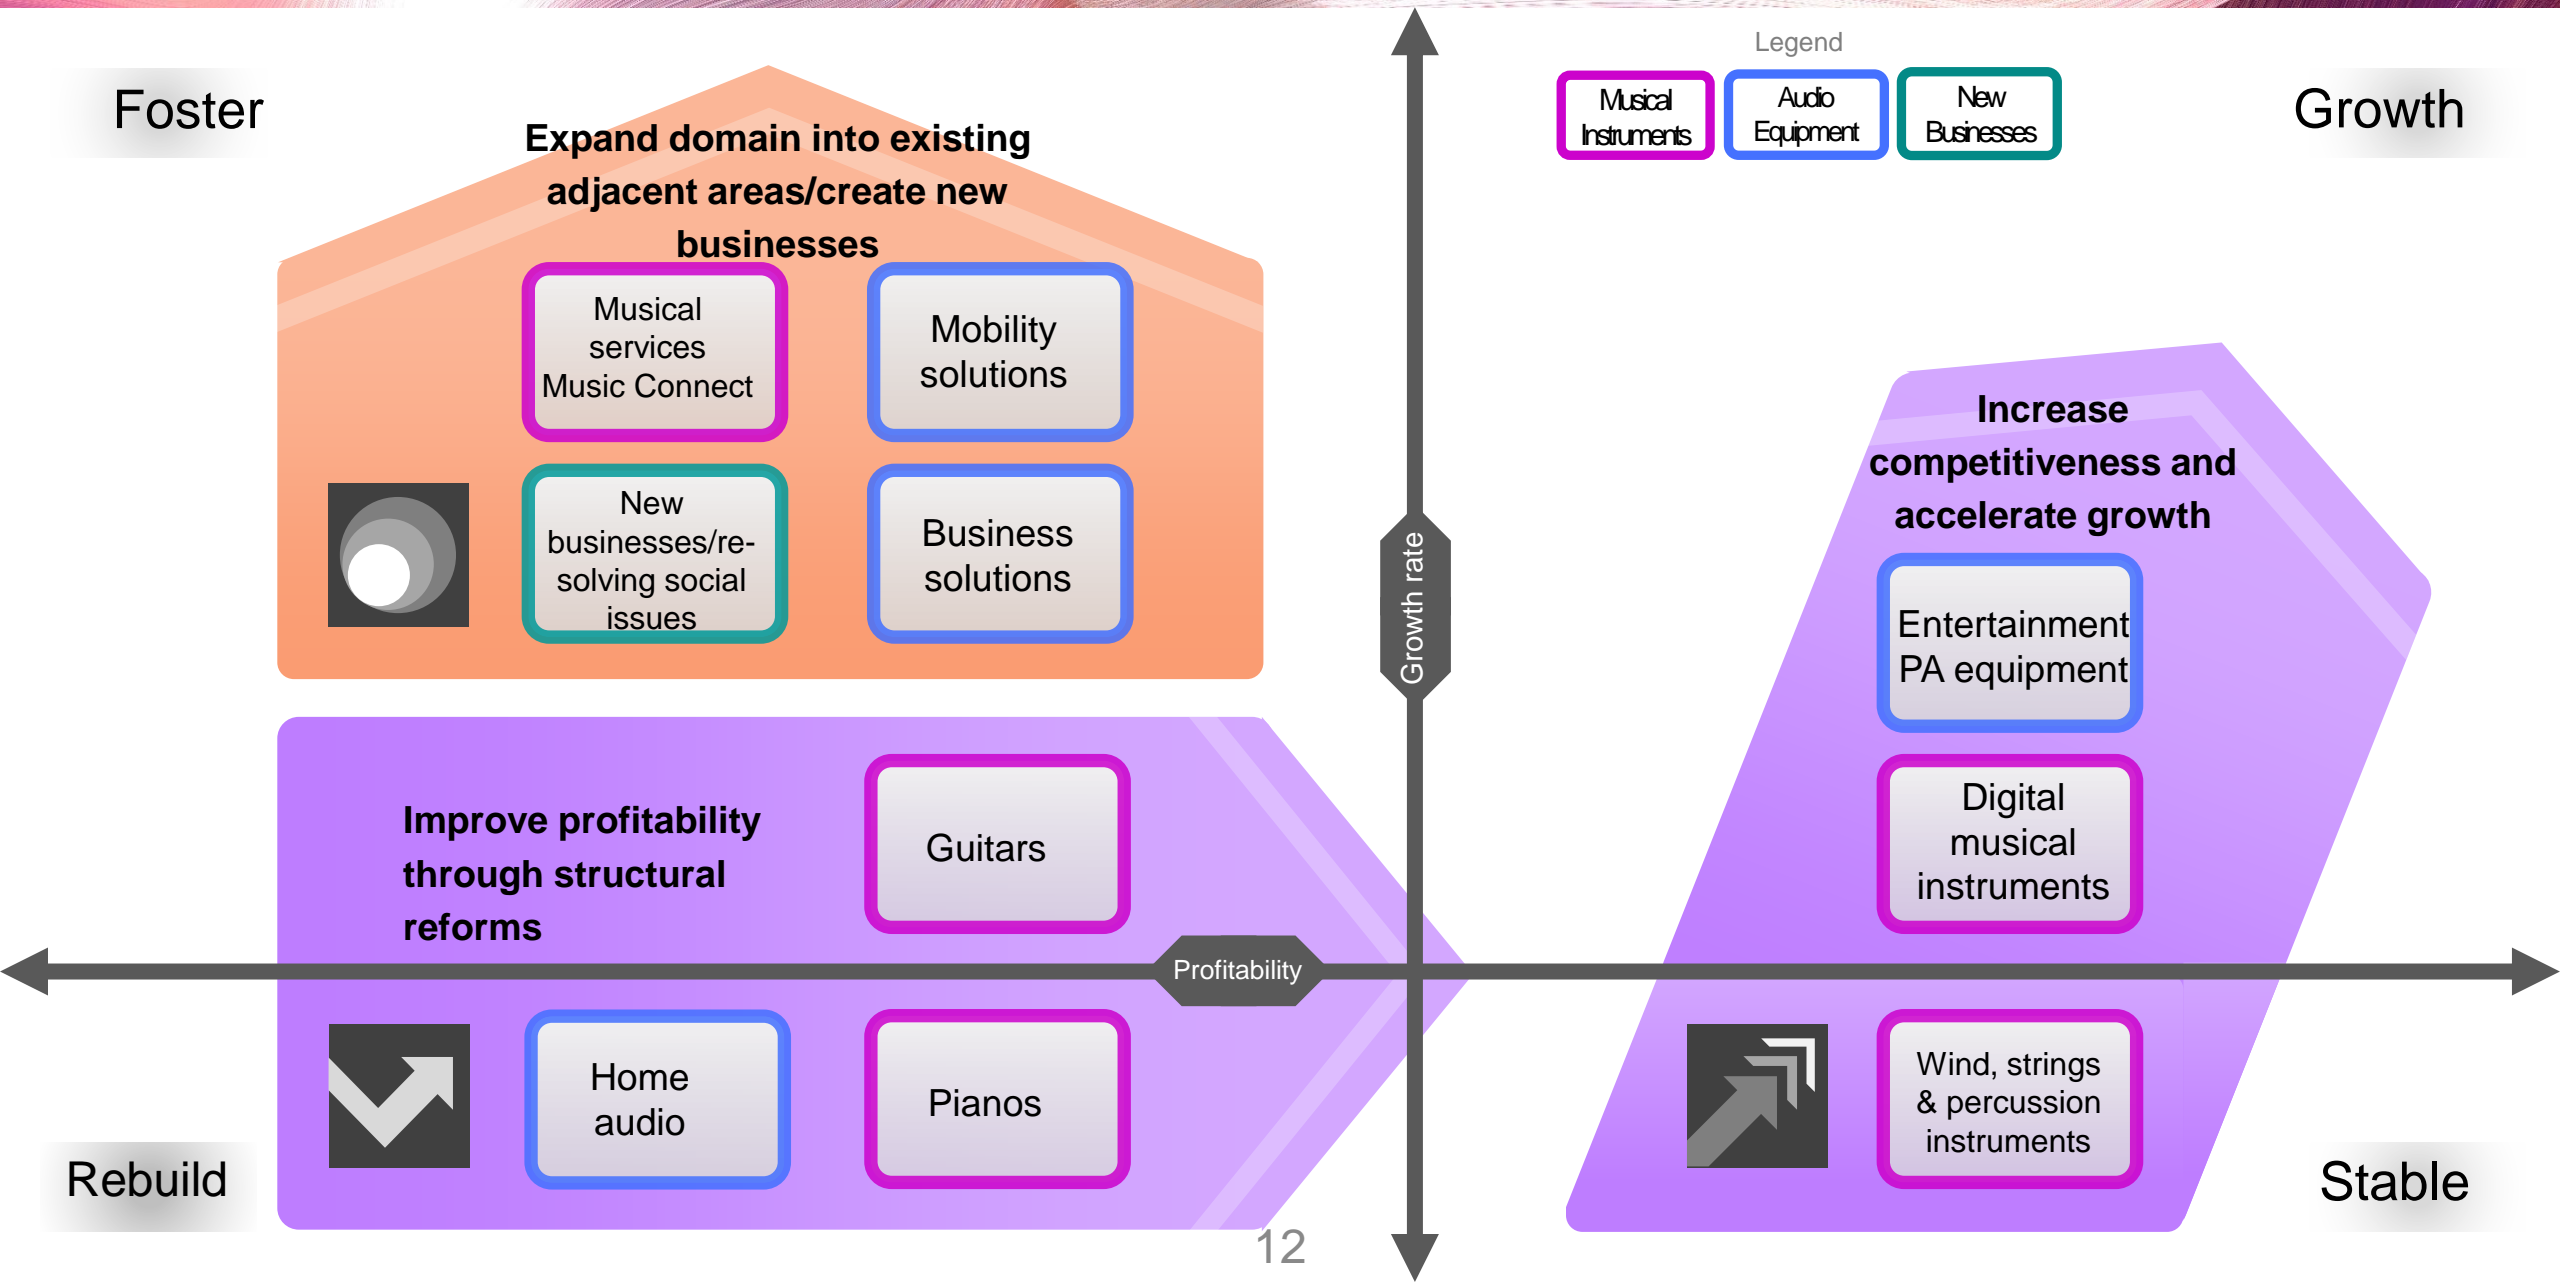 Legend
Foster
Musical
Instruments
Audio
Equipment
New
Businesses
Growth
Expand domain into existing
adjacent areas/create new
businesses
Musical
services
Music Connect
Mobility
solutions
New
businesses/re-
solving social
issues
Business
solutions
Growth rate
Increase
competitiveness and
accelerate growth
Entertainment
PA equipment
Digital
musical
instruments
Improve profitability
through structural
reforms
Guitars
Profitability
Home
audio
Pianos
Wind, strings
& percussion
instruments
Rebuild
Stable
12